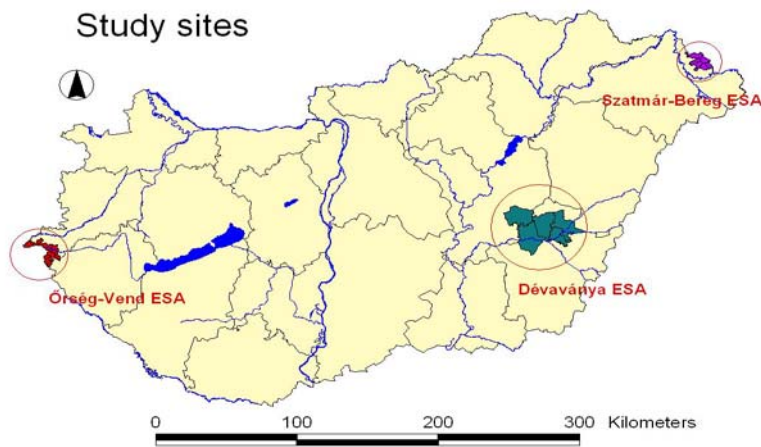 Study sites
Szatmár-Bereg ESA
Őrség-Vend ESA
Dévaványa ESA
0 100 200 300 Kilometers